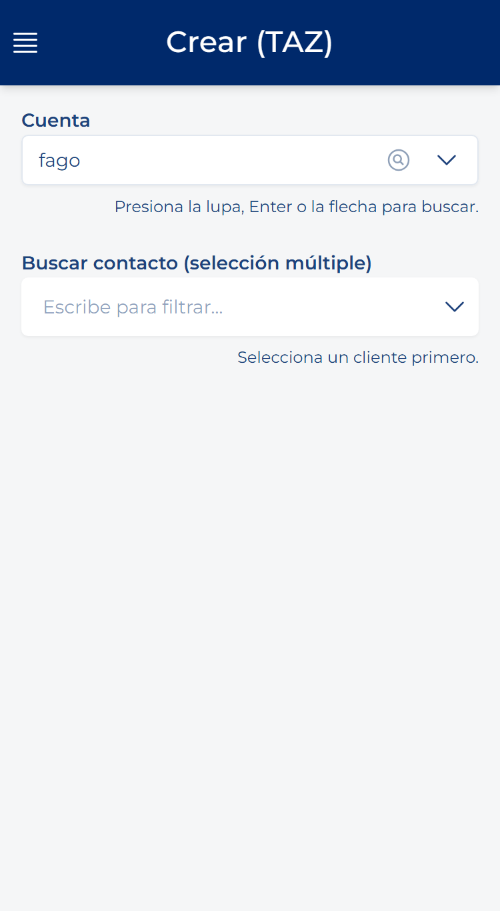 Crear (TAZ)
Cuenta
fago
Presiona la lupa, Enter o la flecha para buscar.
Buscar contacto (selección múltiple)
Escribe para filtrar...
Selecciona un cliente primero.